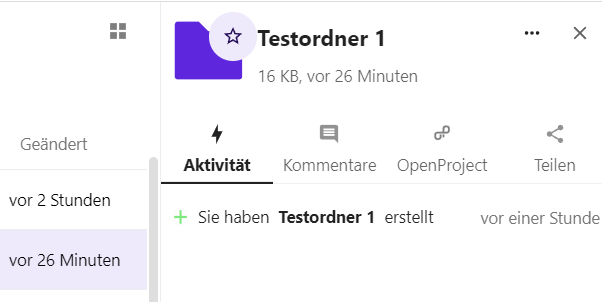 Testordner 1
16 KB, vor 26 Minuten
Geändert
Aktivität Kommentare OpenProject Teilen
vor 2 Stunden
Sie haben Testordner 1 erstellt vor einer Stunde
vor 26 Minuten